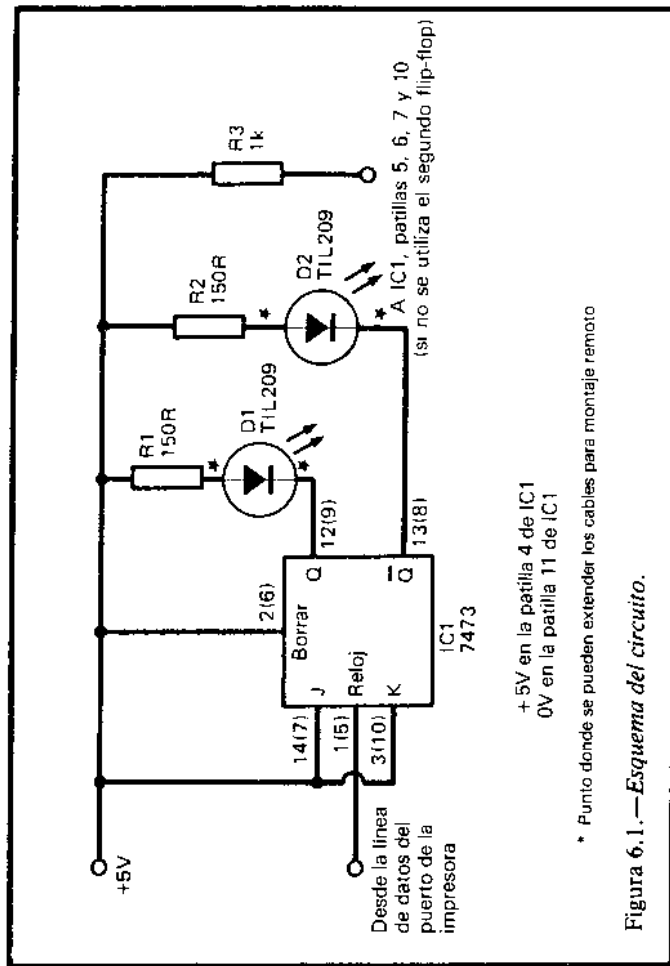 +5V
R1
150R
R2
150R
R3
1k
D1
TIL209
*
*
D2
TIL209
*
*
2(6)
Borrar
14(7)
J
1(5)
Reloj
3(10)
K
Q
12(9)
Q
13(8)
IC1
7473
Desde la línea
de datos del
puerto de la
impresora
A IC1, patillas 5, 6, 7 y 10
(si no se utiliza el segundo flip-flop)
+ 5V en la patilla 4 de IC1
0V en la patilla 11 de IC1
* Punto donde se pueden extender los cables para montaje remoto
Figura 6.1.—Esquema del circuito.